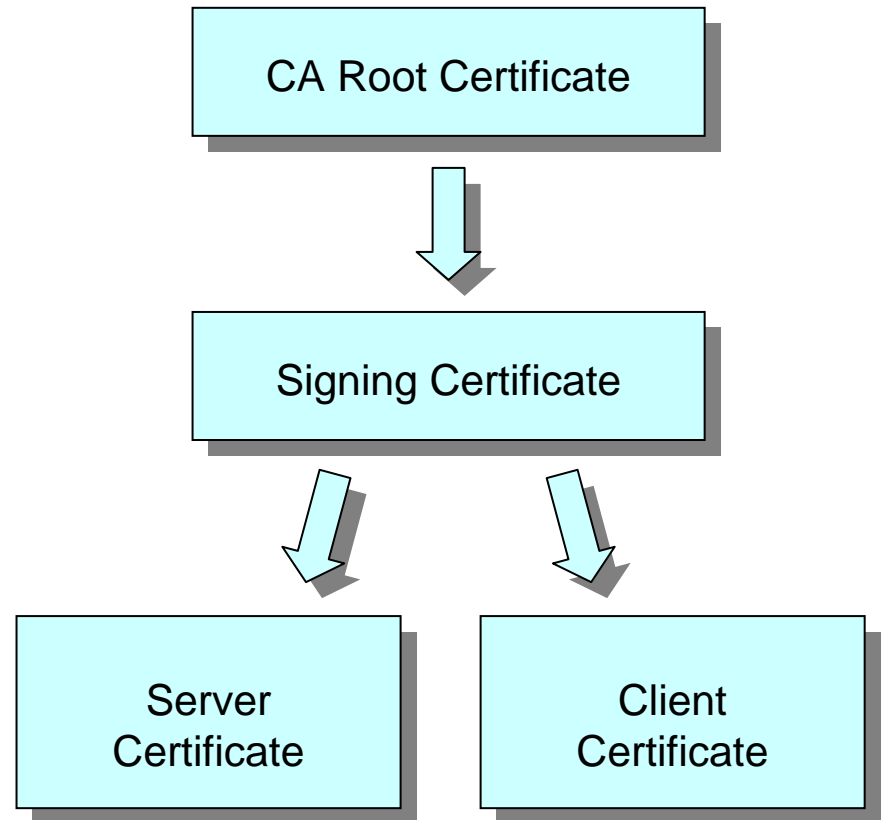 CA Root Certificate
Signing Certificate
Server
Certificate
Client
Certificate